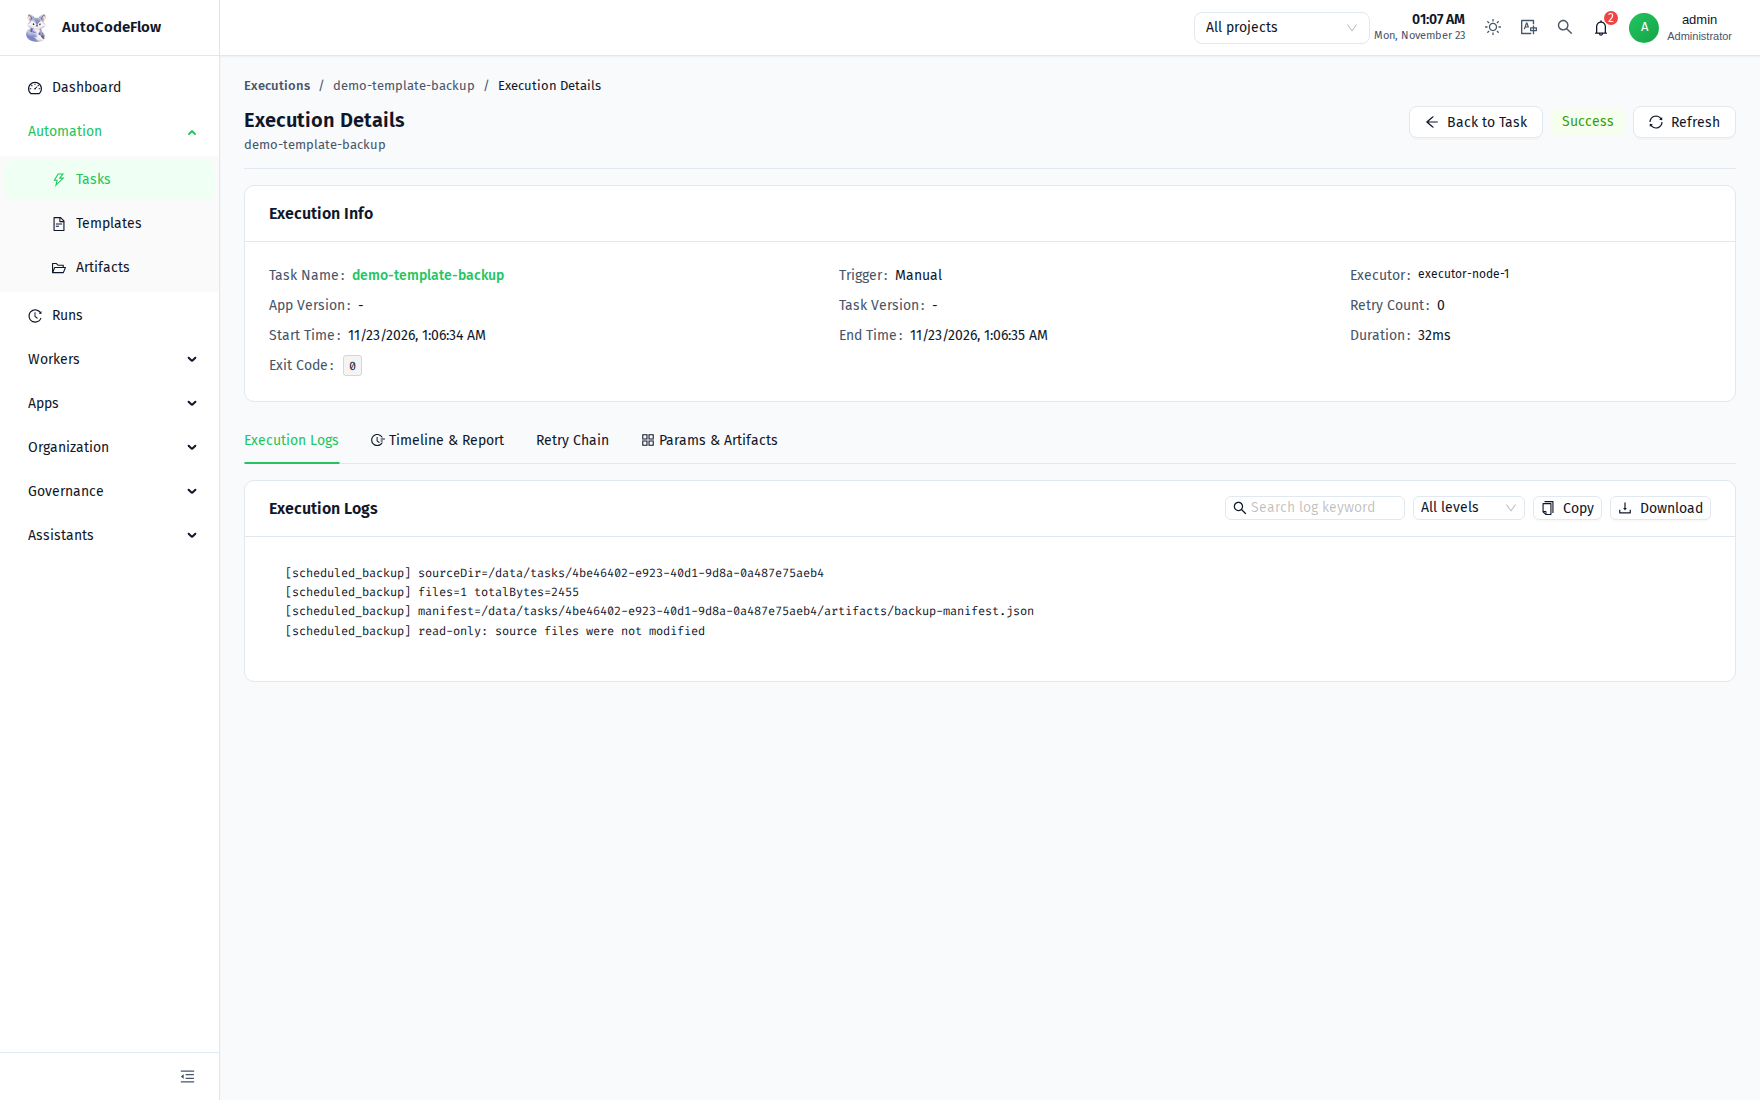 AutoCodeFlow
All projects
01:07 AM
Mon, November 23
2
A
admin
Administrator
Dashboard
Automation
Tasks
Templates
Artifacts
Runs
Workers
Apps
Organization
Governance
Assistants
Executions / demo-template-backup / Execution Details
Execution Details
demo-template-backup
Back to Task
Success
Refresh
Execution Info
Task Name: demo-template-backup
Trigger: Manual
Executor: executor-node-1
App Version: -
Task Version: -
Retry Count: 0
Start Time: 11/23/2026, 1:06:34 AM
End Time: 11/23/2026, 1:06:35 AM
Duration: 32ms
Exit Code: 0
Execution Logs
Timeline & Report
Retry Chain
Params & Artifacts
Execution Logs
Search log keyword
All levels
Copy
Download
[scheduled_backup] sourceDir=/data/tasks/4be46402-e923-40d1-9d8a-0a487e75aeb4
[scheduled_backup] files=1 totalBytes=2455
[scheduled_backup] manifest=/data/tasks/4be46402-e923-40d1-9d8a-0a487e75aeb4/artifacts/backup-manifest.json
[scheduled_backup] read-only: source files were not modified